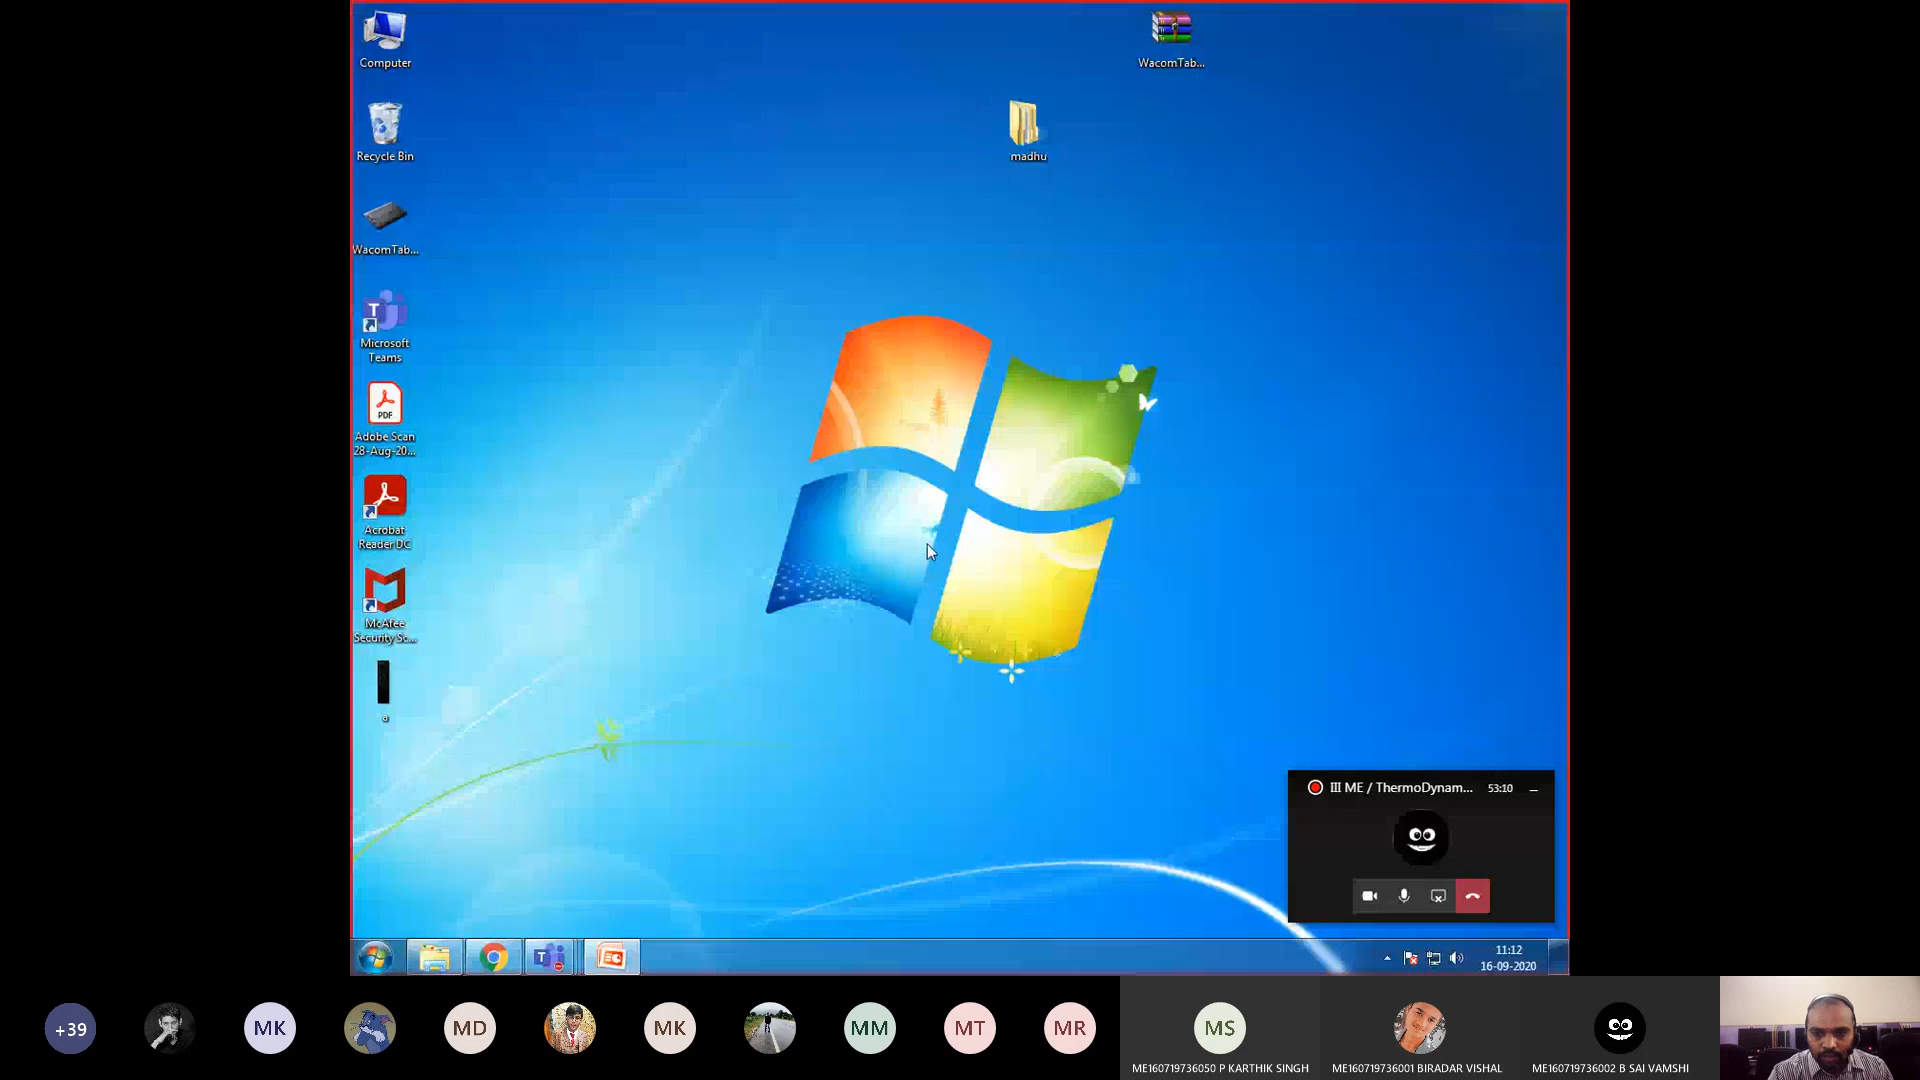 Computer
WacomTab...
Recycle Bin
madhu
WacomTab...
Microsoft
Teams
PDF
Adobe Scan
28-Aug-20...
Acrobat
Reader DC
McAfee
Security Sc...
a
III ME / ThermoDynam... 53:10
11:12
16-09-2020
+39
MK
MD
MK
MM
MT
MR
MS
ME160719736050 P KARTHIK SINGH
ME160719736001 BIRADAR VISHAL
ME160719736002 B SAI VAMSHI